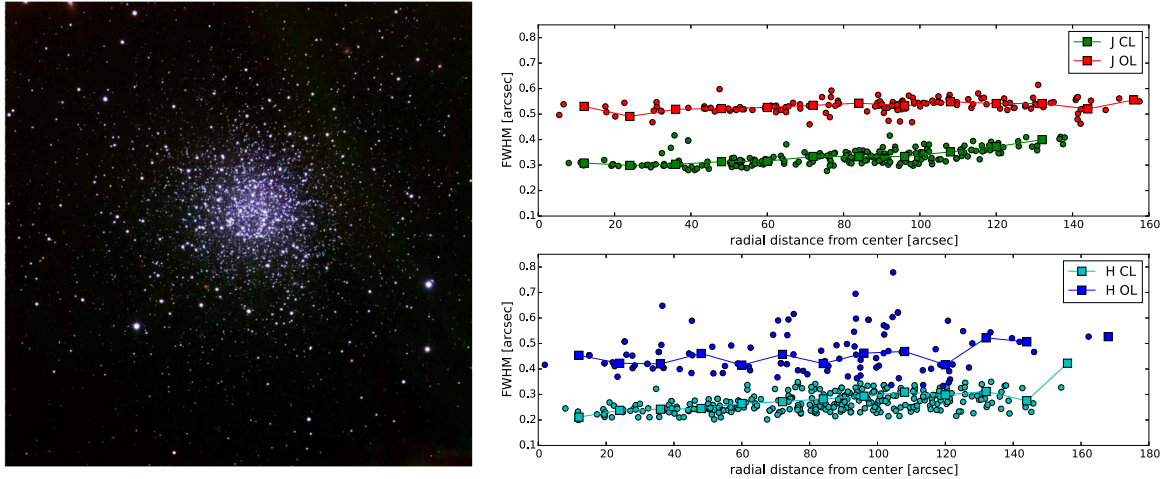 0.8
0.7
0.6
0.5
0.4
0.3
0.2
0.1
FWHM [arcsec]
J CL
J OL
0 20 40 60 80 100 120 140 160
radial distance from center [arcsec]
0.8
0.7
0.6
0.5
0.4
0.3
0.2
0.1
FWHM [arcsec]
H CL
H OL
0 20 40 60 80 100 120 140 160 180
radial distance from center [arcsec]